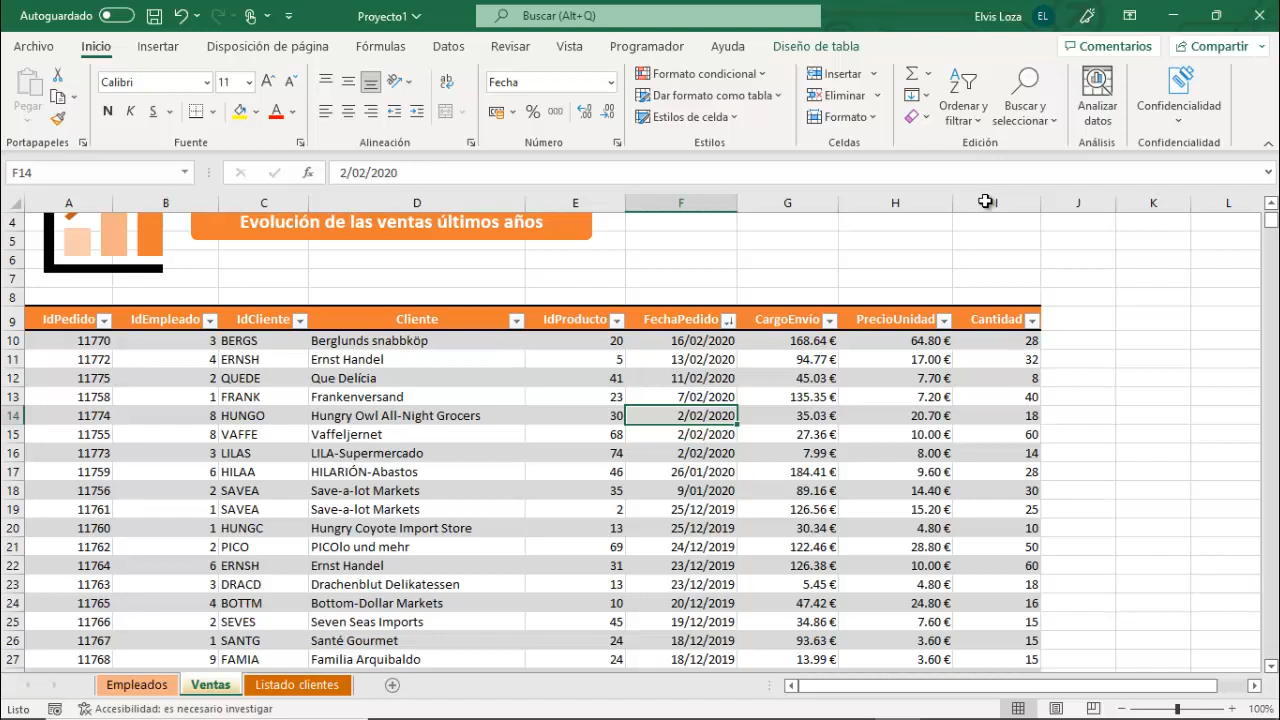 Autoguardado Proyecto1 Buscar (Alt+Q) Elvis Loza EL
Archivo Inicio Insertar Disposición de página Fórmulas Datos Revisar Vista Programador Ayuda Diseño de tabla Comentarios Compartir
Pegar Calibri 11 Fecha Formato condicional Insertar Ordenar y filtrar Buscar y seleccionar Analizar datos Confidencialidad
N K S % 000 Dar formato como tabla Eliminar
Estilos de celda Formato
Portapapeles Fuente Alineación Número Estilos Celdas Edición Análisis Confidencialidad
F14 fx 2/02/2020
A B C D E F G H I J K L
4 Evolución de las ventas últimos años
5
6
7
8
9 IdPedido IdEmpleado IdCliente Cliente IdProducto FechaPedido CargoEnvío PrecioUnidad Cantidad
10 11770 3 BERGS Berglunds snabbköp 20 16/02/2020 168.64 € 64.80 € 28
11 11772 4 ERNSH Ernst Handel 5 13/02/2020 94.77 € 17.00 € 32
12 11775 2 QUEDE Que Delícia 41 11/02/2020 45.03 € 7.70 € 8
13 11758 1 FRANK Frankenversand 23 7/02/2020 135.35 € 7.20 € 40
14 11774 8 HUNGO Hungry Owl All-Night Grocers 30 2/02/2020 35.03 € 20.70 € 18
15 11755 8 VAFFE Vaffeljernet 68 2/02/2020 27.36 € 10.00 € 60
16 11773 3 LILAS LILA-Supermercado 74 2/02/2020 7.99 € 8.00 € 14
17 11759 6 HILAA HILARIÓN-Abastos 46 26/01/2020 184.41 € 9.60 € 28
18 11756 2 SAVEA Save-a-lot Markets 35 9/01/2020 89.16 € 14.40 € 30
19 11761 1 SAVEA Save-a-lot Markets 2 25/12/2019 126.56 € 15.20 € 25
20 11760 1 HUNGC Hungry Coyote Import Store 13 25/12/2019 30.34 € 4.80 € 10
21 11762 2 PICO PICOlo und mehr 69 24/12/2019 122.46 € 28.80 € 50
22 11764 6 ERNSH Ernst Handel 31 23/12/2019 126.38 € 10.00 € 60
23 11763 3 DRACD Drachenblut Delikatessen 13 23/12/2019 5.45 € 4.80 € 18
24 11765 4 BOTTM Bottom-Dollar Markets 10 20/12/2019 47.42 € 24.80 € 16
25 11766 2 SEVES Seven Seas Imports 45 19/12/2019 34.86 € 7.60 € 15
26 11767 1 SANTG Santé Gourmet 24 18/12/2019 93.63 € 3.60 € 15
27 11768 9 FAMIA Familia Arquibaldo 24 18/12/2019 13.99 € 3.60 € 15
Empleados Ventas Listado clientes
Listo Accesibilidad: es necesario investigar 100%